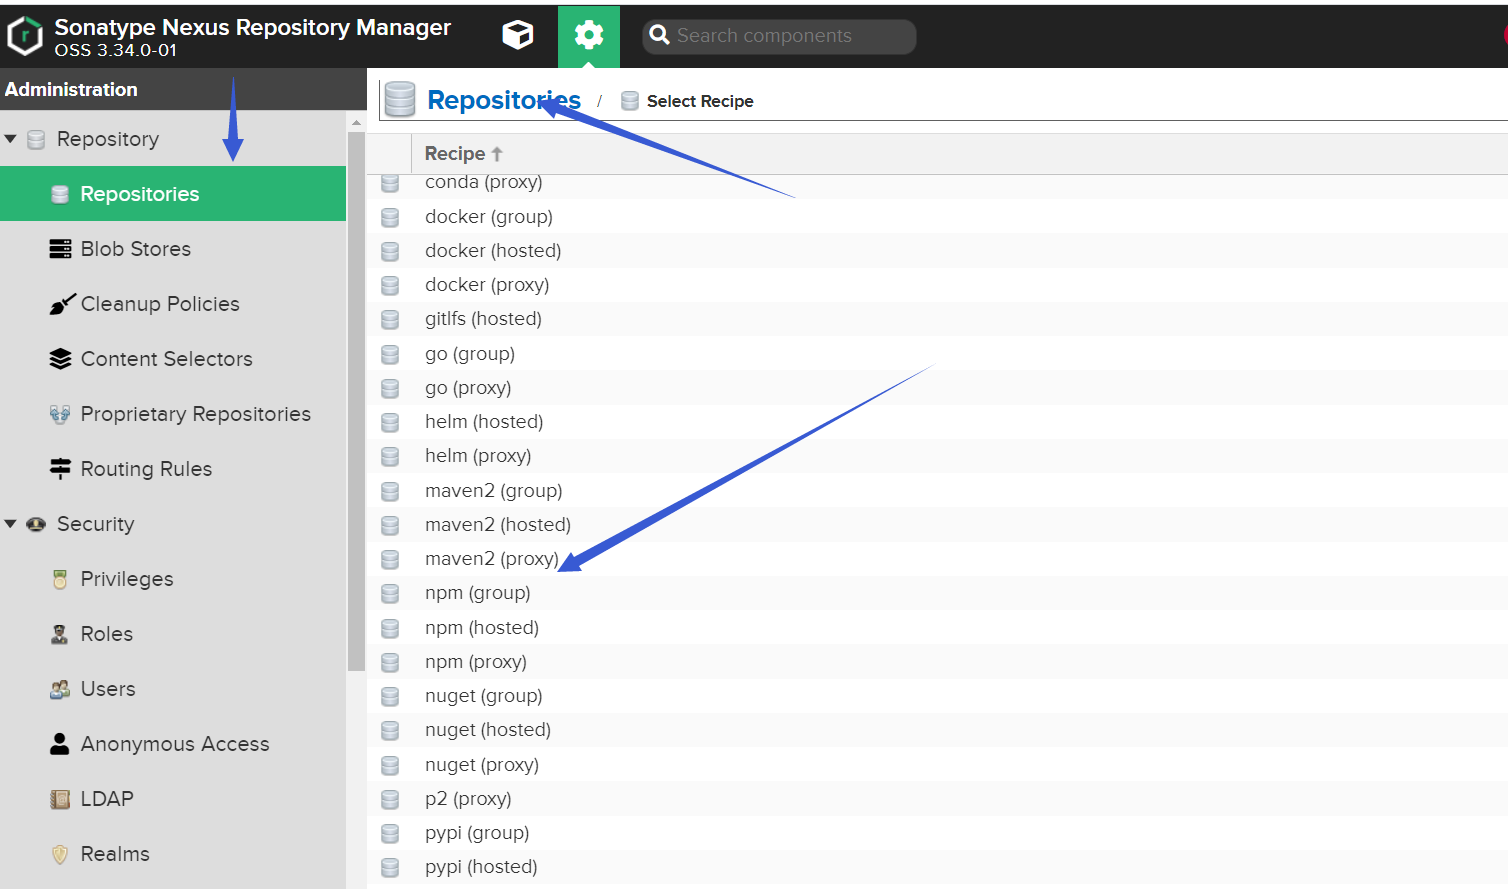 Sonatype Nexus Repository Manager
OSS 3.34.0-01
Search components
Administration
Repository
Repositories
Blob Stores
Cleanup Policies
Content Selectors
Proprietary Repositories
Routing Rules
Security
Privileges
Roles
Users
Anonymous Access
LDAP
Realms
Repositories / Select Recipe
Recipe
conda (proxy)
docker (group)
docker (hosted)
docker (proxy)
gitlfs (hosted)
go (group)
go (proxy)
helm (hosted)
helm (proxy)
maven2 (group)
maven2 (hosted)
maven2 (proxy)
npm (group)
npm (hosted)
npm (proxy)
nuget (group)
nuget (hosted)
nuget (proxy)
p2 (proxy)
pypi (group)
pypi (hosted)